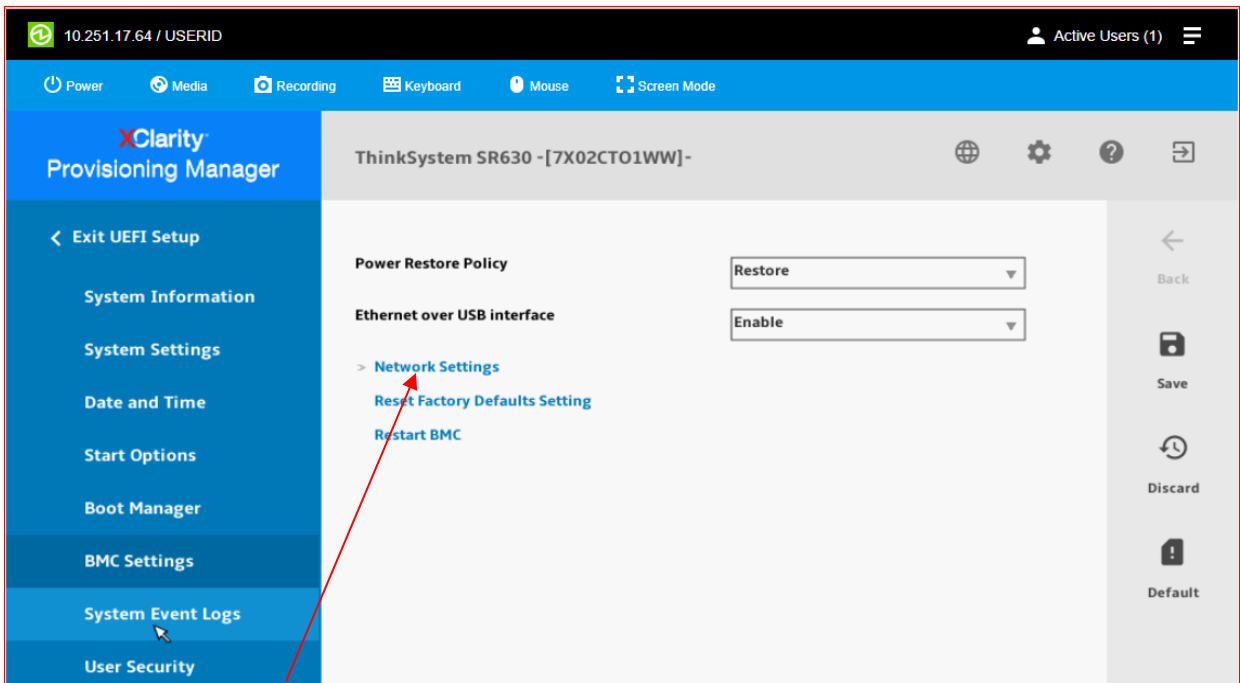 10.251.17.64 / USERID
Active Users (1)
Power
Media
Recording
Keyboard
Mouse
Screen Mode
XClarity
Provisioning Manager
ThinkSystem SR630 -[7X02CTO1WW]-
Exit UEFI Setup
System Information
System Settings
Date and Time
Start Options
Boot Manager
BMC Settings
System Event Logs
User Security
Power Restore Policy
Restore
Ethernet over USB interface
Enable
> Network Settings
Reset Factory Defaults Setting
Restart BMC
Back
Save
Discard
Default